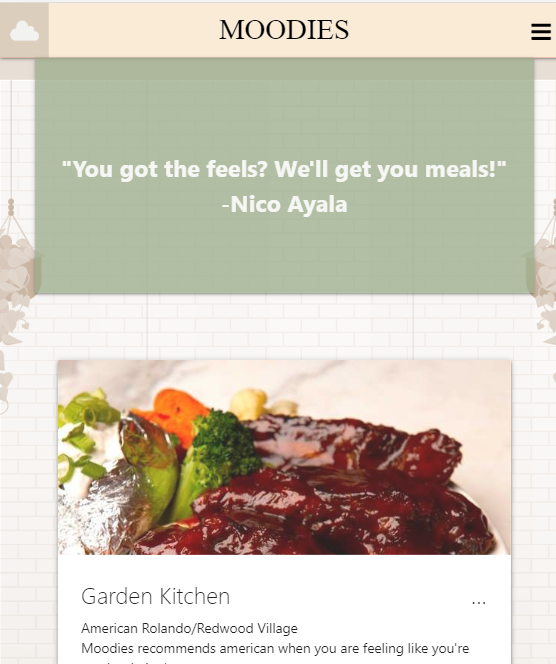 MOODIES
"You got the feels? We'll get you meals!"
-Nico Ayala
Garden Kitchen
...
American Rolando/Redwood Village
Moodies recommends american when you are feeling like you're